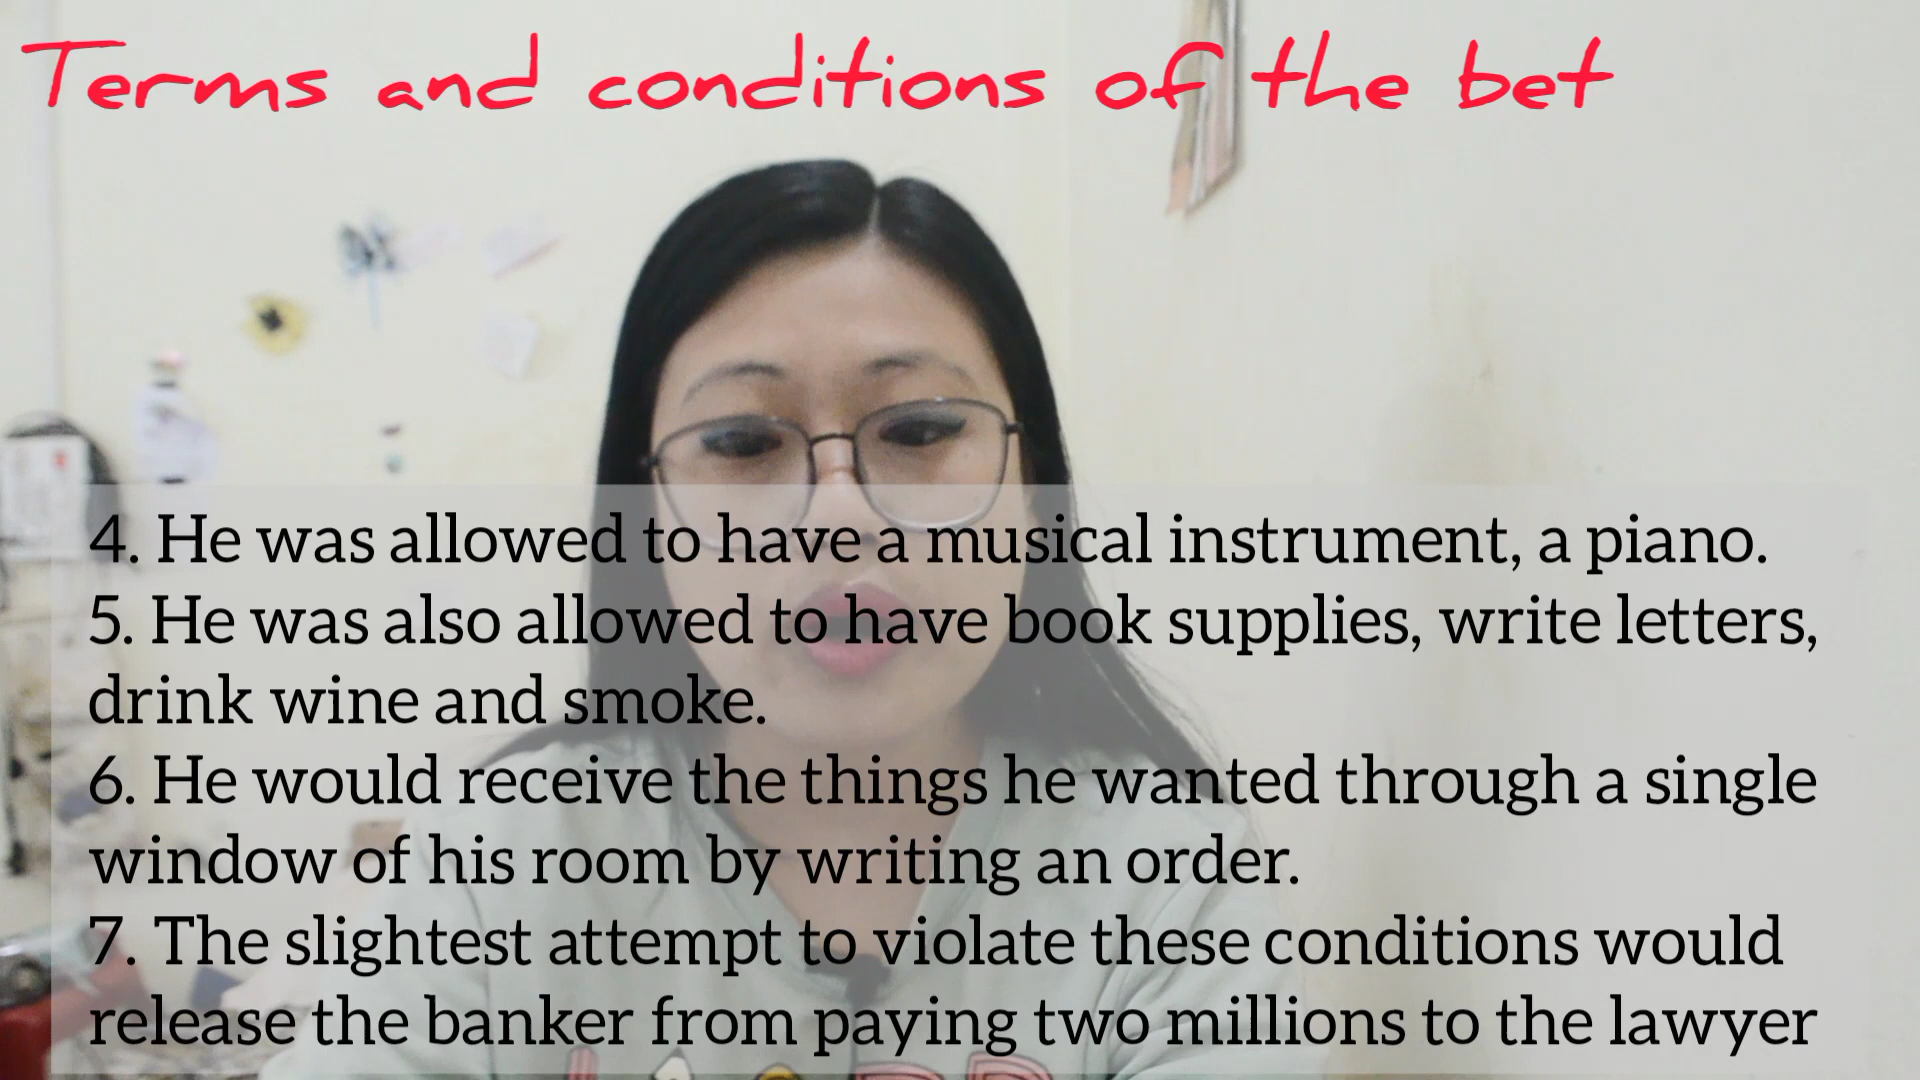 Terms and conditions of the bet
4. He was allowed to have a musical instrument, a piano.
5. He was also allowed to have book supplies, write letters,
drink wine and smoke.
6. He would receive the things he wanted through a single
window of his room by writing an order.
7. The slightest attempt to violate these conditions would
release the banker from paying two millions to the lawyer